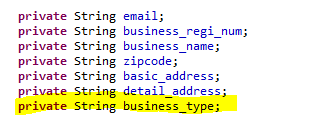 private String email;
private String business_regi_num;
private String business_name;
private String zipcode;
private String basic_address;
private String detail_address;
private String business_type;